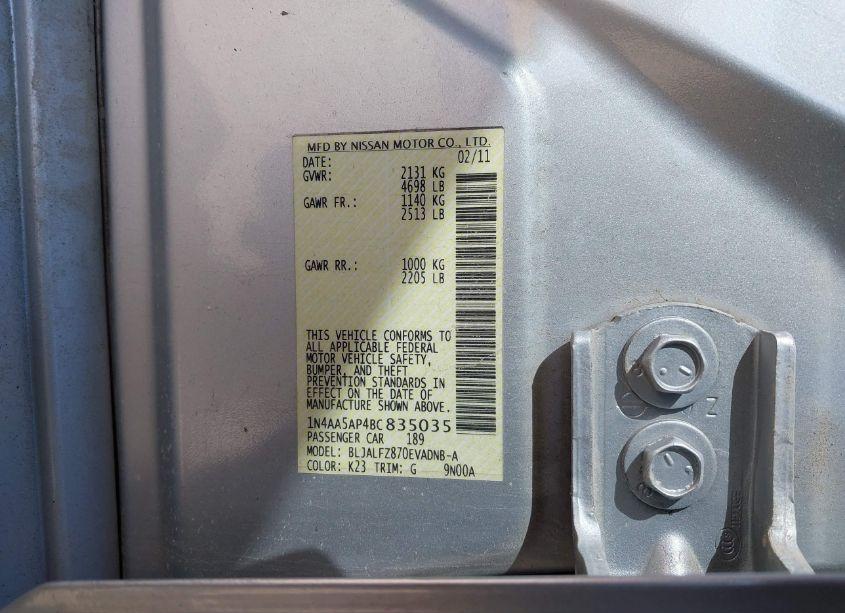 MFD BY NISSAN MOTOR CO., LTD.
DATE: 02/11
GVWR: 2131 KG
4698 LB
GAWR FR.: 1140 KG
2513 LB
GAWR RR.: 1000 KG
2205 LB
THIS VEHICLE CONFORMS TO
ALL APPLICABLE FEDERAL
MOTOR VEHICLE SAFETY,
BUMPER, AND THEFT
PREVENTION STANDARDS IN
EFFECT ON THE DATE OF
MANUFACTURE SHOWN ABOVE.
1N4AA5AP4BC835035
PASSENGER CAR 189
MODEL: BLJALFZ870EVADNB-A
COLOR: K23 TRIM: G 9N00A
Z